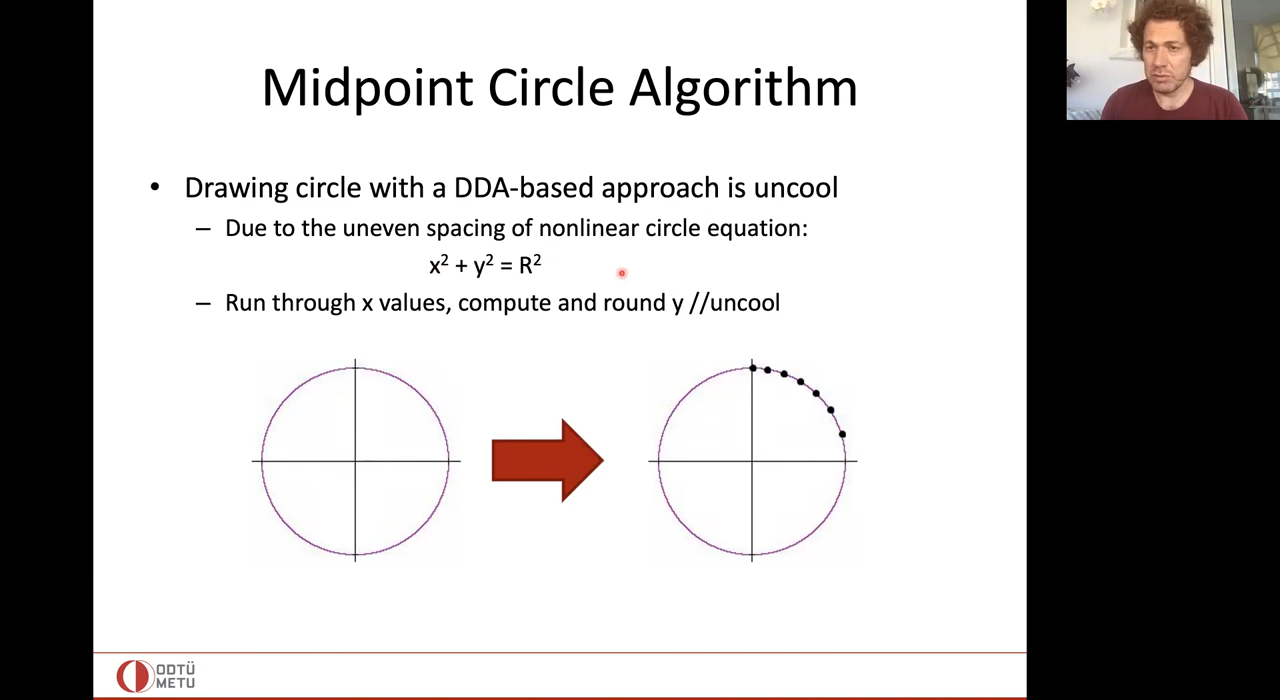 Midpoint Circle Algorithm
• Drawing circle with a DDA-based approach is uncool
– Due to the uneven spacing of nonlinear circle equation:
x² + y² = R²
– Run through x values, compute and round y //uncool
ODTÜ
METU